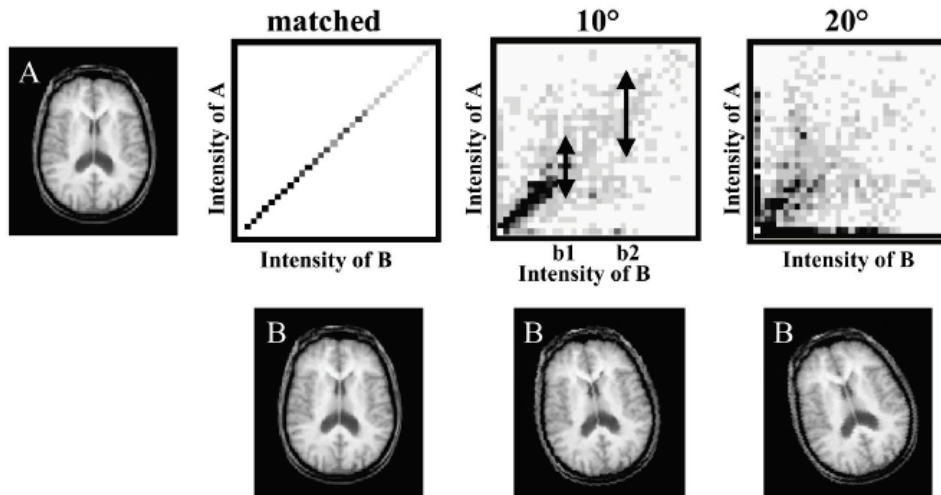 matched
10°
20°
A
Intensity of A
Intensity of A
Intensity of A
b1
b2
Intensity of B
Intensity of B
Intensity of B
B
B
B